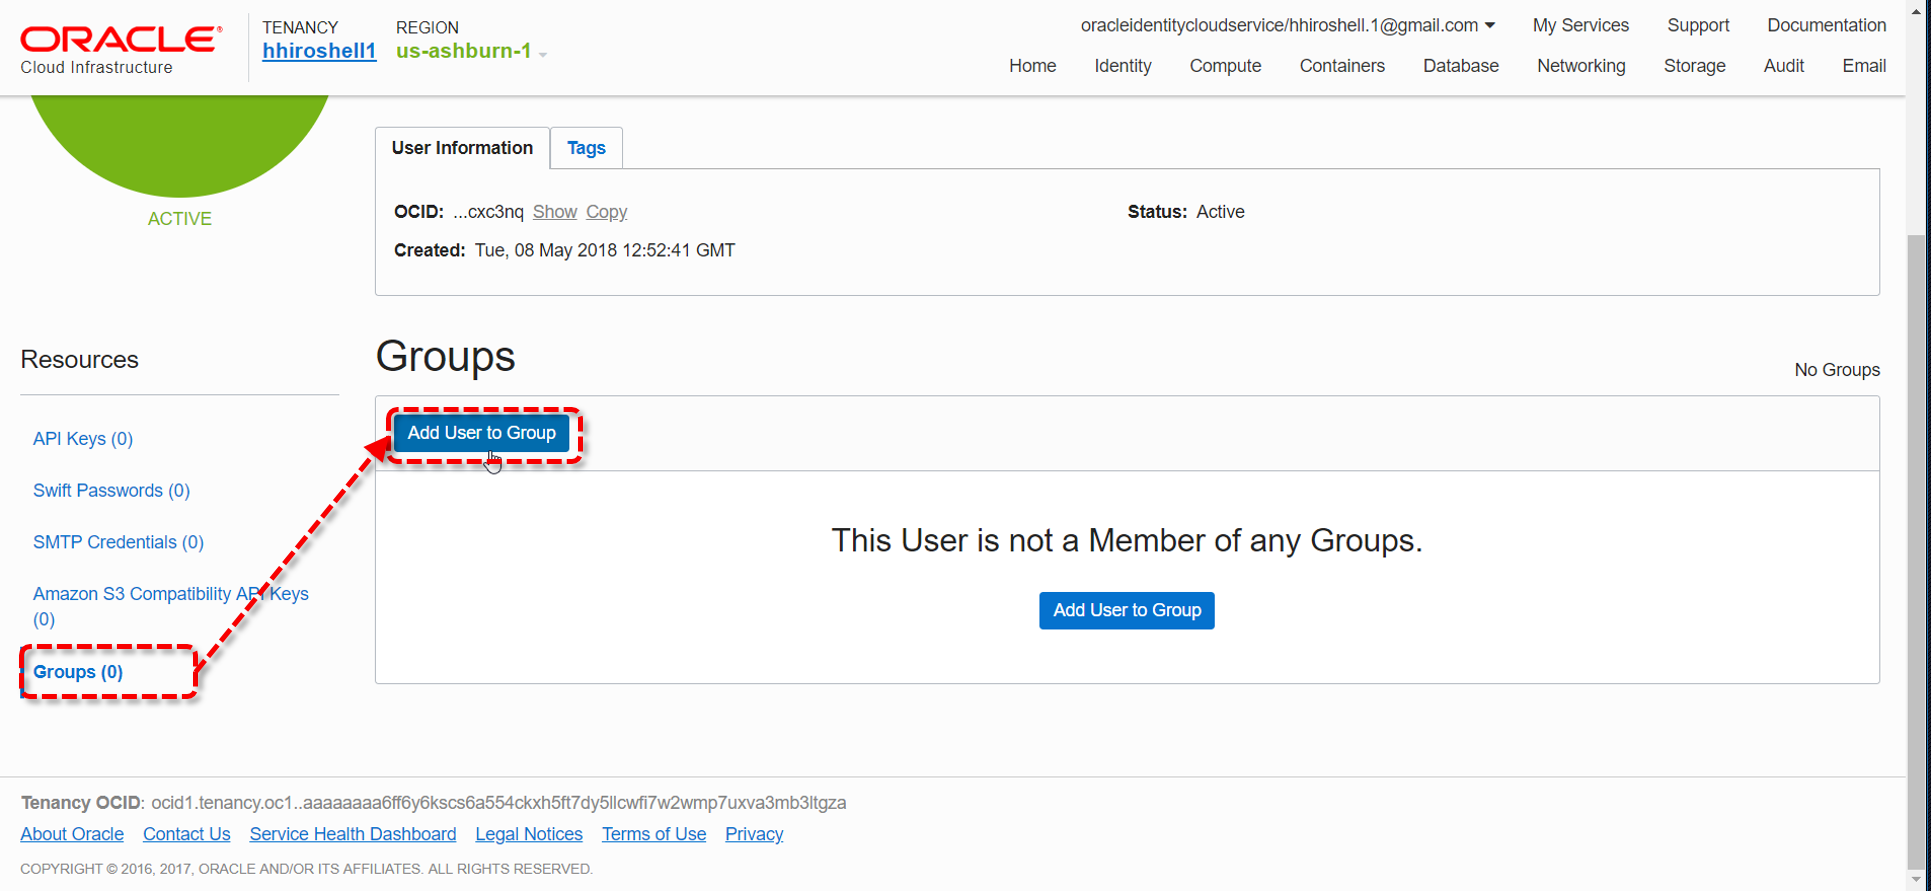 ORACLE®
Cloud Infrastructure
TENANCY
hhiroshell1
REGION
us-ashburn-1
oracleidentitycloudservice/hhiroshell.1@gmail.com
My Services
Support
Documentation
Home
Identity
Compute
Containers
Database
Networking
Storage
Audit
Email
ACTIVE
User Information
Tags
OCID: ...cxc3nq Show Copy
Status: Active
Created: Tue, 08 May 2018 12:52:41 GMT
Resources
API Keys (0)
Swift Passwords (0)
SMTP Credentials (0)
Amazon S3 Compatibility API Keys
(0)
Groups (0)
Groups
No Groups
Add User to Group
This User is not a Member of any Groups.
Add User to Group
Tenancy OCID: ocid1.tenancy.oc1..aaaaaaaa6ff6y6kscs6a554ckxh5ft7dy5llcwfi7w2wmp7uxva3mb3ltgza
About Oracle
Contact Us
Service Health Dashboard
Legal Notices
Terms of Use
Privacy
COPYRIGHT © 2016, 2017, ORACLE AND/OR ITS AFFILIATES. ALL RIGHTS RESERVED.